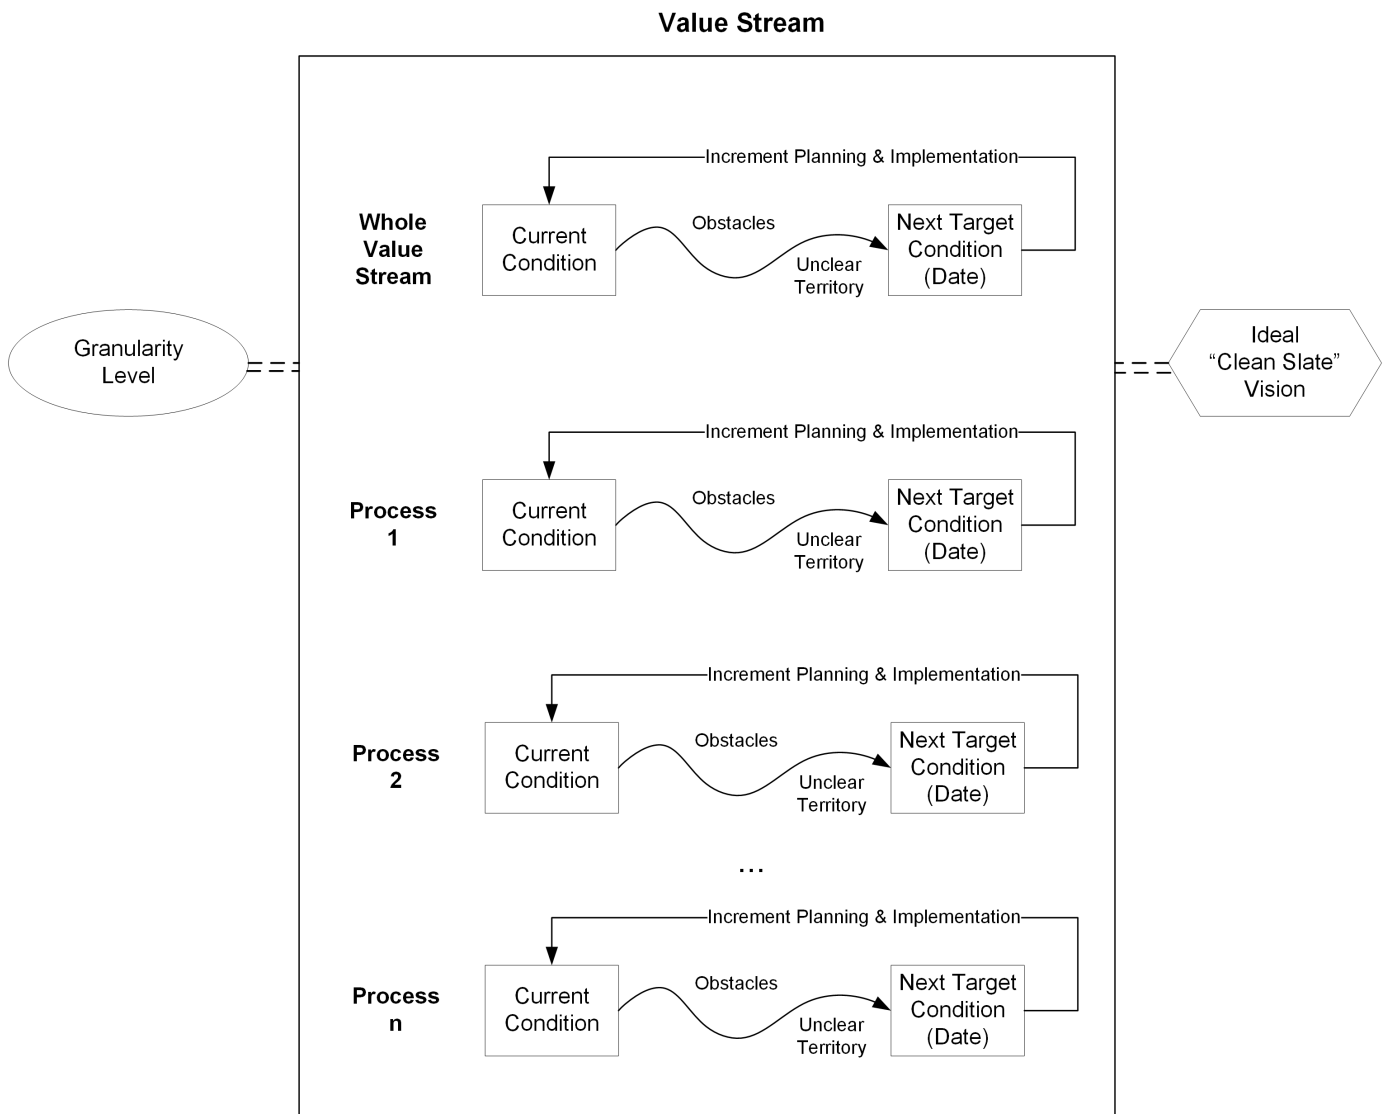 Value Stream
Increment Planning & Implementation
Whole
Value
Stream
Current
Condition
Obstacles
Unclear
Territory
Next Target
Condition
(Date)
Granularity
Level
Ideal
“Clean Slate”
Vision
Increment Planning & Implementation
Process
1
Current
Condition
Obstacles
Unclear
Territory
Next Target
Condition
(Date)
Increment Planning & Implementation
Process
2
Current
Condition
Obstacles
Unclear
Territory
Next Target
Condition
(Date)
...
Increment Planning & Implementation
Process
n
Current
Condition
Obstacles
Unclear
Territory
Next Target
Condition
(Date)